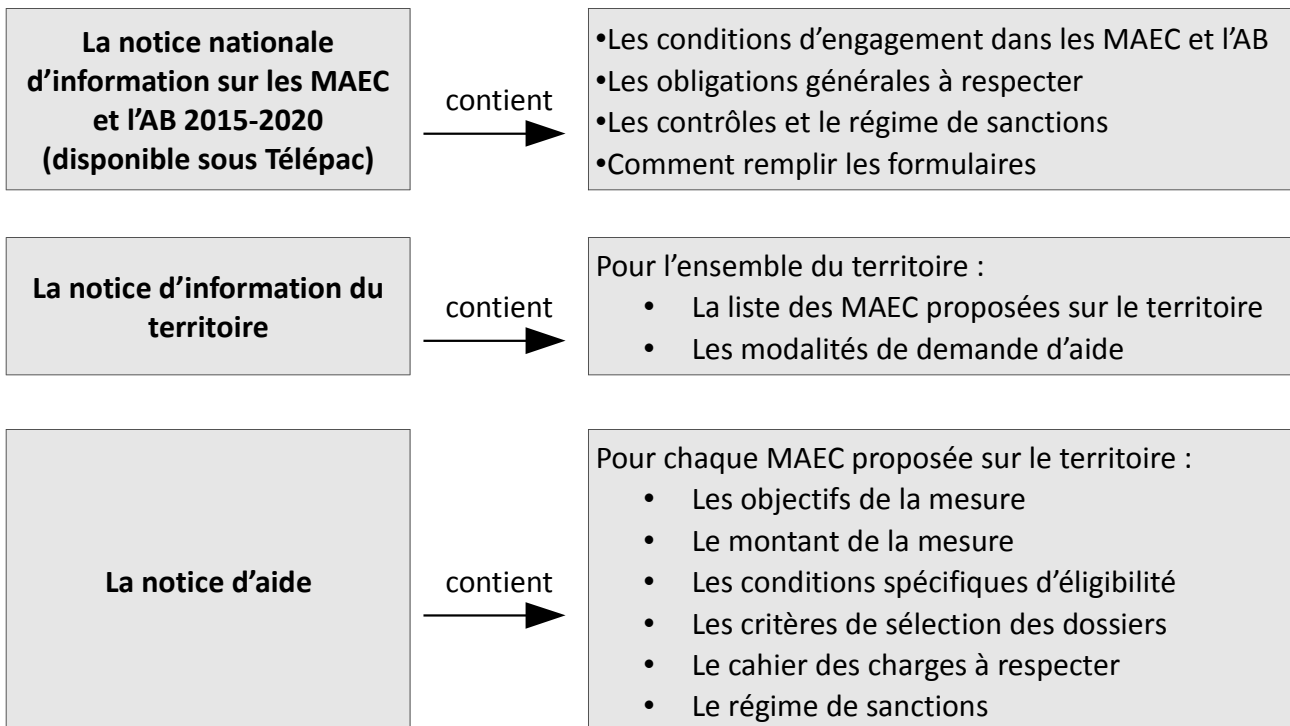 La notice nationale
d’information sur les MAEC
et l’AB 2015-2020
(disponible sous Télépac)
contient
•Les conditions d’engagement dans les MAEC et l’AB
•Les obligations générales à respecter
•Les contrôles et le régime de sanctions
•Comment remplir les formulaires
La notice d’information du
territoire
contient
Pour l’ensemble du territoire :
• La liste des MAEC proposées sur le territoire
• Les modalités de demande d’aide
La notice d’aide
contient
Pour chaque MAEC proposée sur le territoire :
• Les objectifs de la mesure
• Le montant de la mesure
• Les conditions spécifiques d’éligibilité
• Les critères de sélection des dossiers
• Le cahier des charges à respecter
• Le régime de sanctions